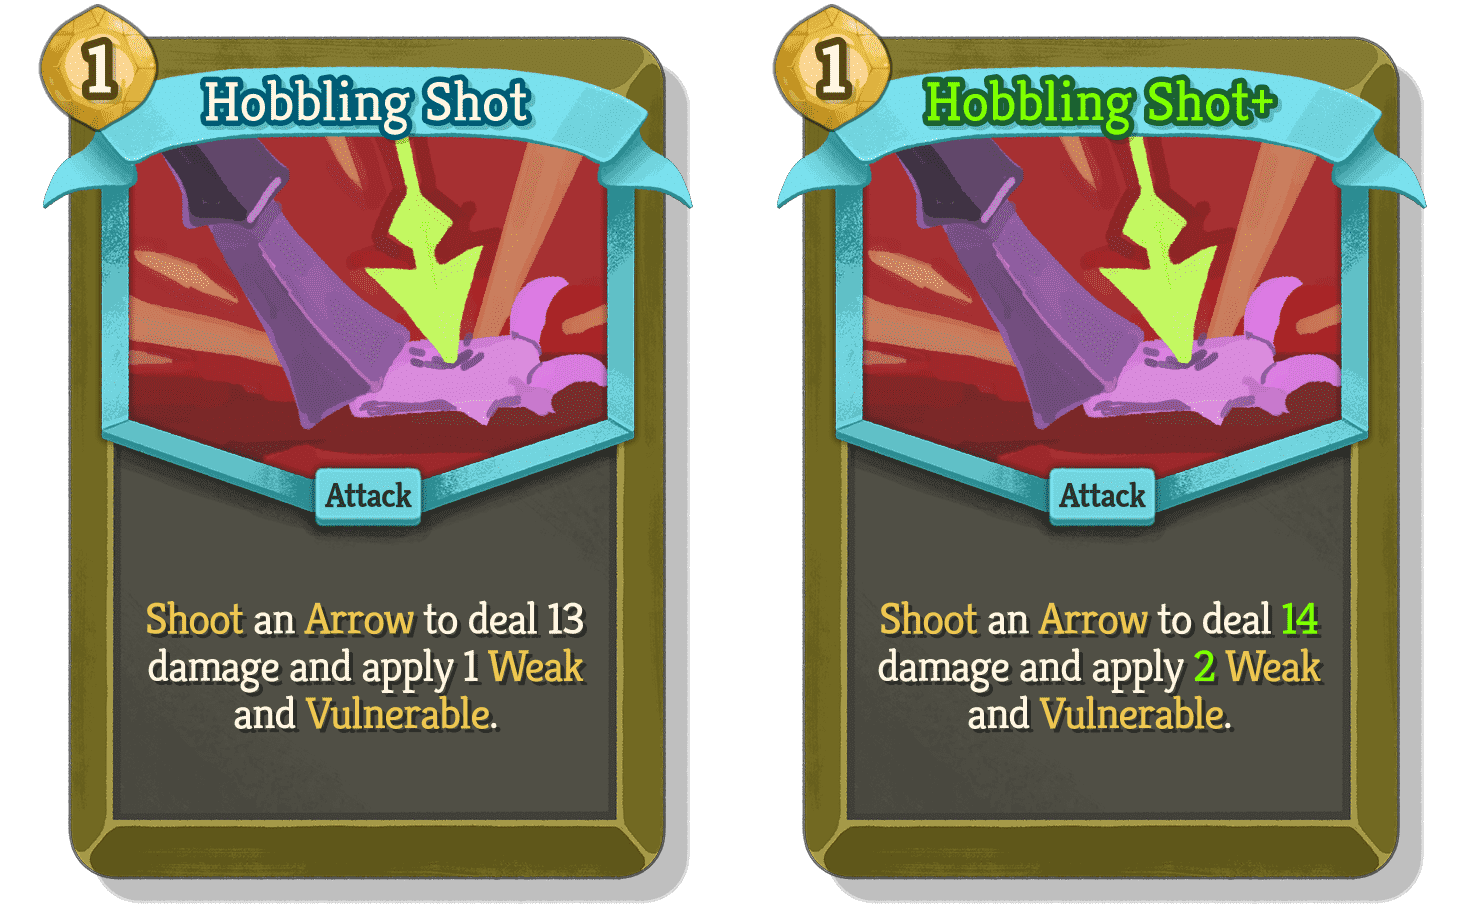 1
Hobbling Shot
Attack
Shoot an Arrow to deal 13
damage and apply 1 Weak
and Vulnerable.
1
Hobbling Shot+
Attack
Shoot an Arrow to deal 14
damage and apply 2 Weak
and Vulnerable.